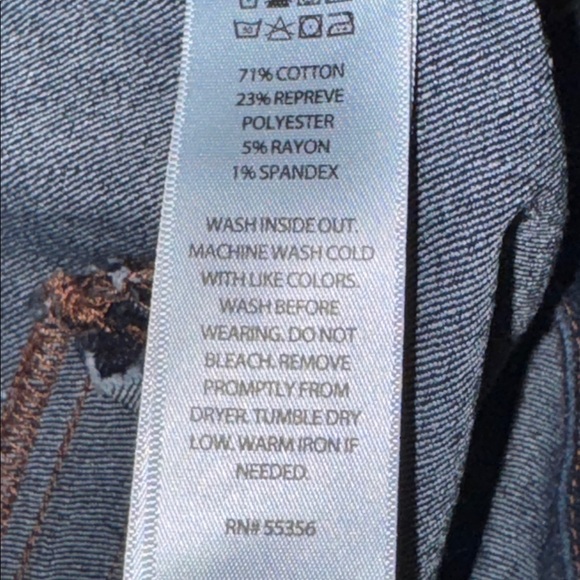 30
71% COTTON
23% REPREVE
POLYESTER
5% RAYON
1% SPANDEX
WASH INSIDE OUT.
MACHINE WASH COLD
WITH LIKE COLORS.
WASH BEFORE
WEARING. DO NOT
BLEACH. REMOVE
PROMPTLY FROM
DRYER. TUMBLE DRY
LOW. WARM IRON IF
NEEDED.
RN# 55356